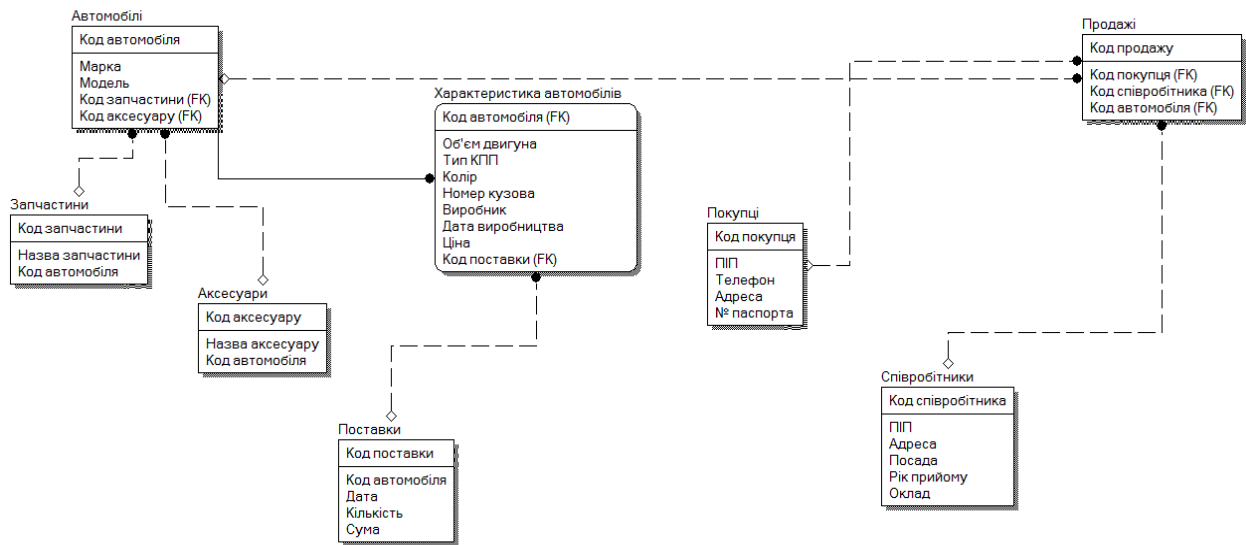 Автомобілі
Код автомобіля
Марка
Модель
Код запчастини (FK)
Код аксесуару (FK)
Продажі
Код продажу
Код покупця (FK)
Код співробітника (FK)
Код автомобіля (FK)
Характеристика автомобілів
Код автомобіля (FK)
Об'єм двигуна
Тип КПП
Колір
Номер кузова
Виробник
Дата виробництва
Ціна
Код поставки (FK)
Запчастини
Код запчастини
Назва запчастини
Код автомобіля
Покупці
Код покупця
ПІП
Телефон
Адреса
№ паспорта
Аксесуари
Код аксесуару
Назва аксесуару
Код автомобіля
Співробітники
Код співробітника
ПІП
Адреса
Посада
Рік прийому
Оклад
Поставки
Код поставки
Код автомобіля
Дата
Кількість
Сума